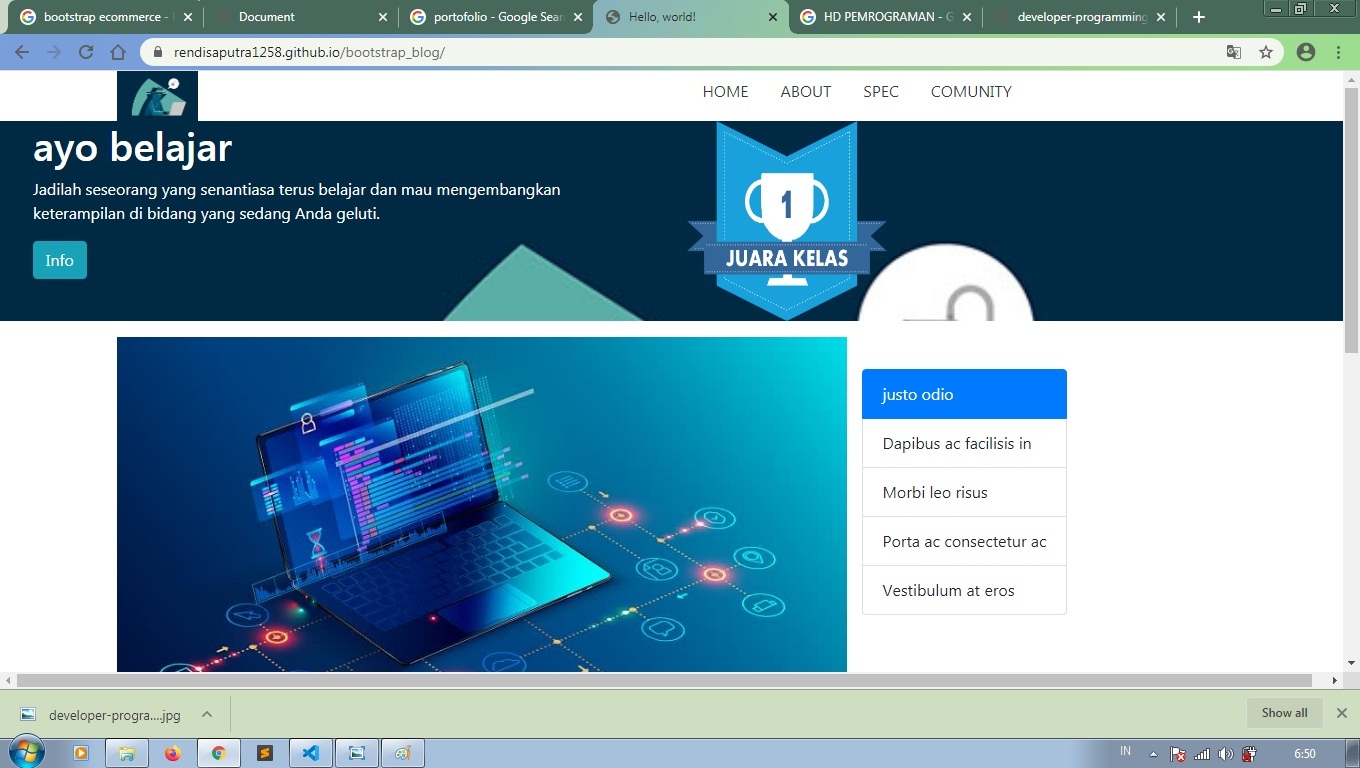 bootstrap ecommerce -
Document
portofolio - Google Sear
Hello, world!
HD PEMROGRAMAN - G
developer-programming
rendisaputra1258.github.io/bootstrap_blog/
HOME
ABOUT
SPEC
COMUNITY
ayo belajar
Jadilah seseorang yang senantiasa terus belajar dan mau mengembangkan
keterampilan di bidang yang sedang Anda geluti.
Info
1
JUARA KELAS
justo odio
Dapibus ac facilisis in
Morbi leo risus
Porta ac consectetur ac
Vestibulum at eros
developer-progra....jpg
Show all
IN
6:50